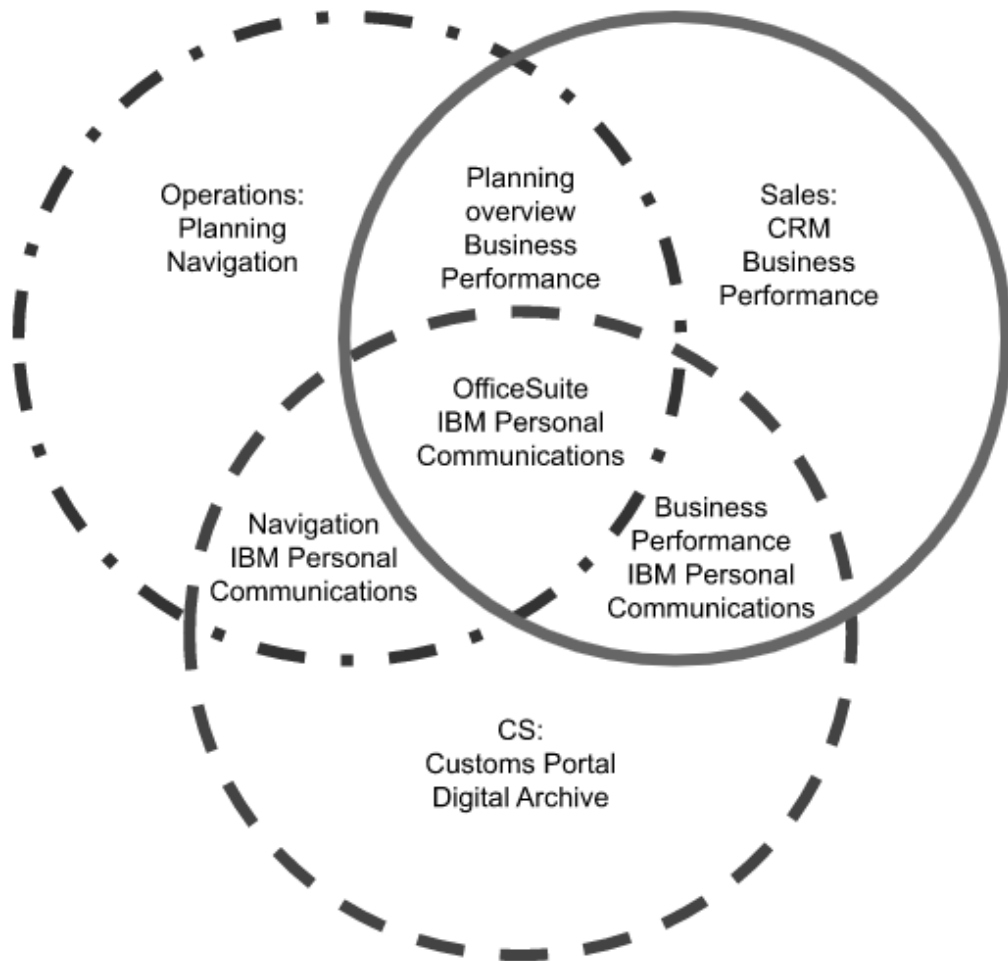 Operations:
Planning
Navigation
Planning
overview
Business
Performance
Sales:
CRM
Business
Performance
OfficeSuite
IBM Personal
Communications
Navigation
IBM Personal
Communications
Business
Performance
IBM Personal
Communications
CS:
Customs Portal
Digital Archive